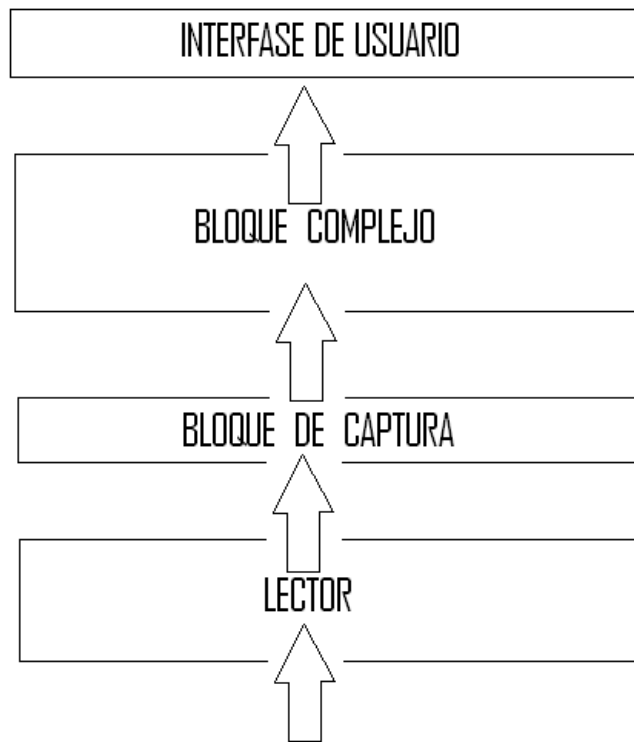 INTERFASE DE USUARIO
BLOQUE COMPLEJO
BLOQUE DE CAPTURA
LECTOR